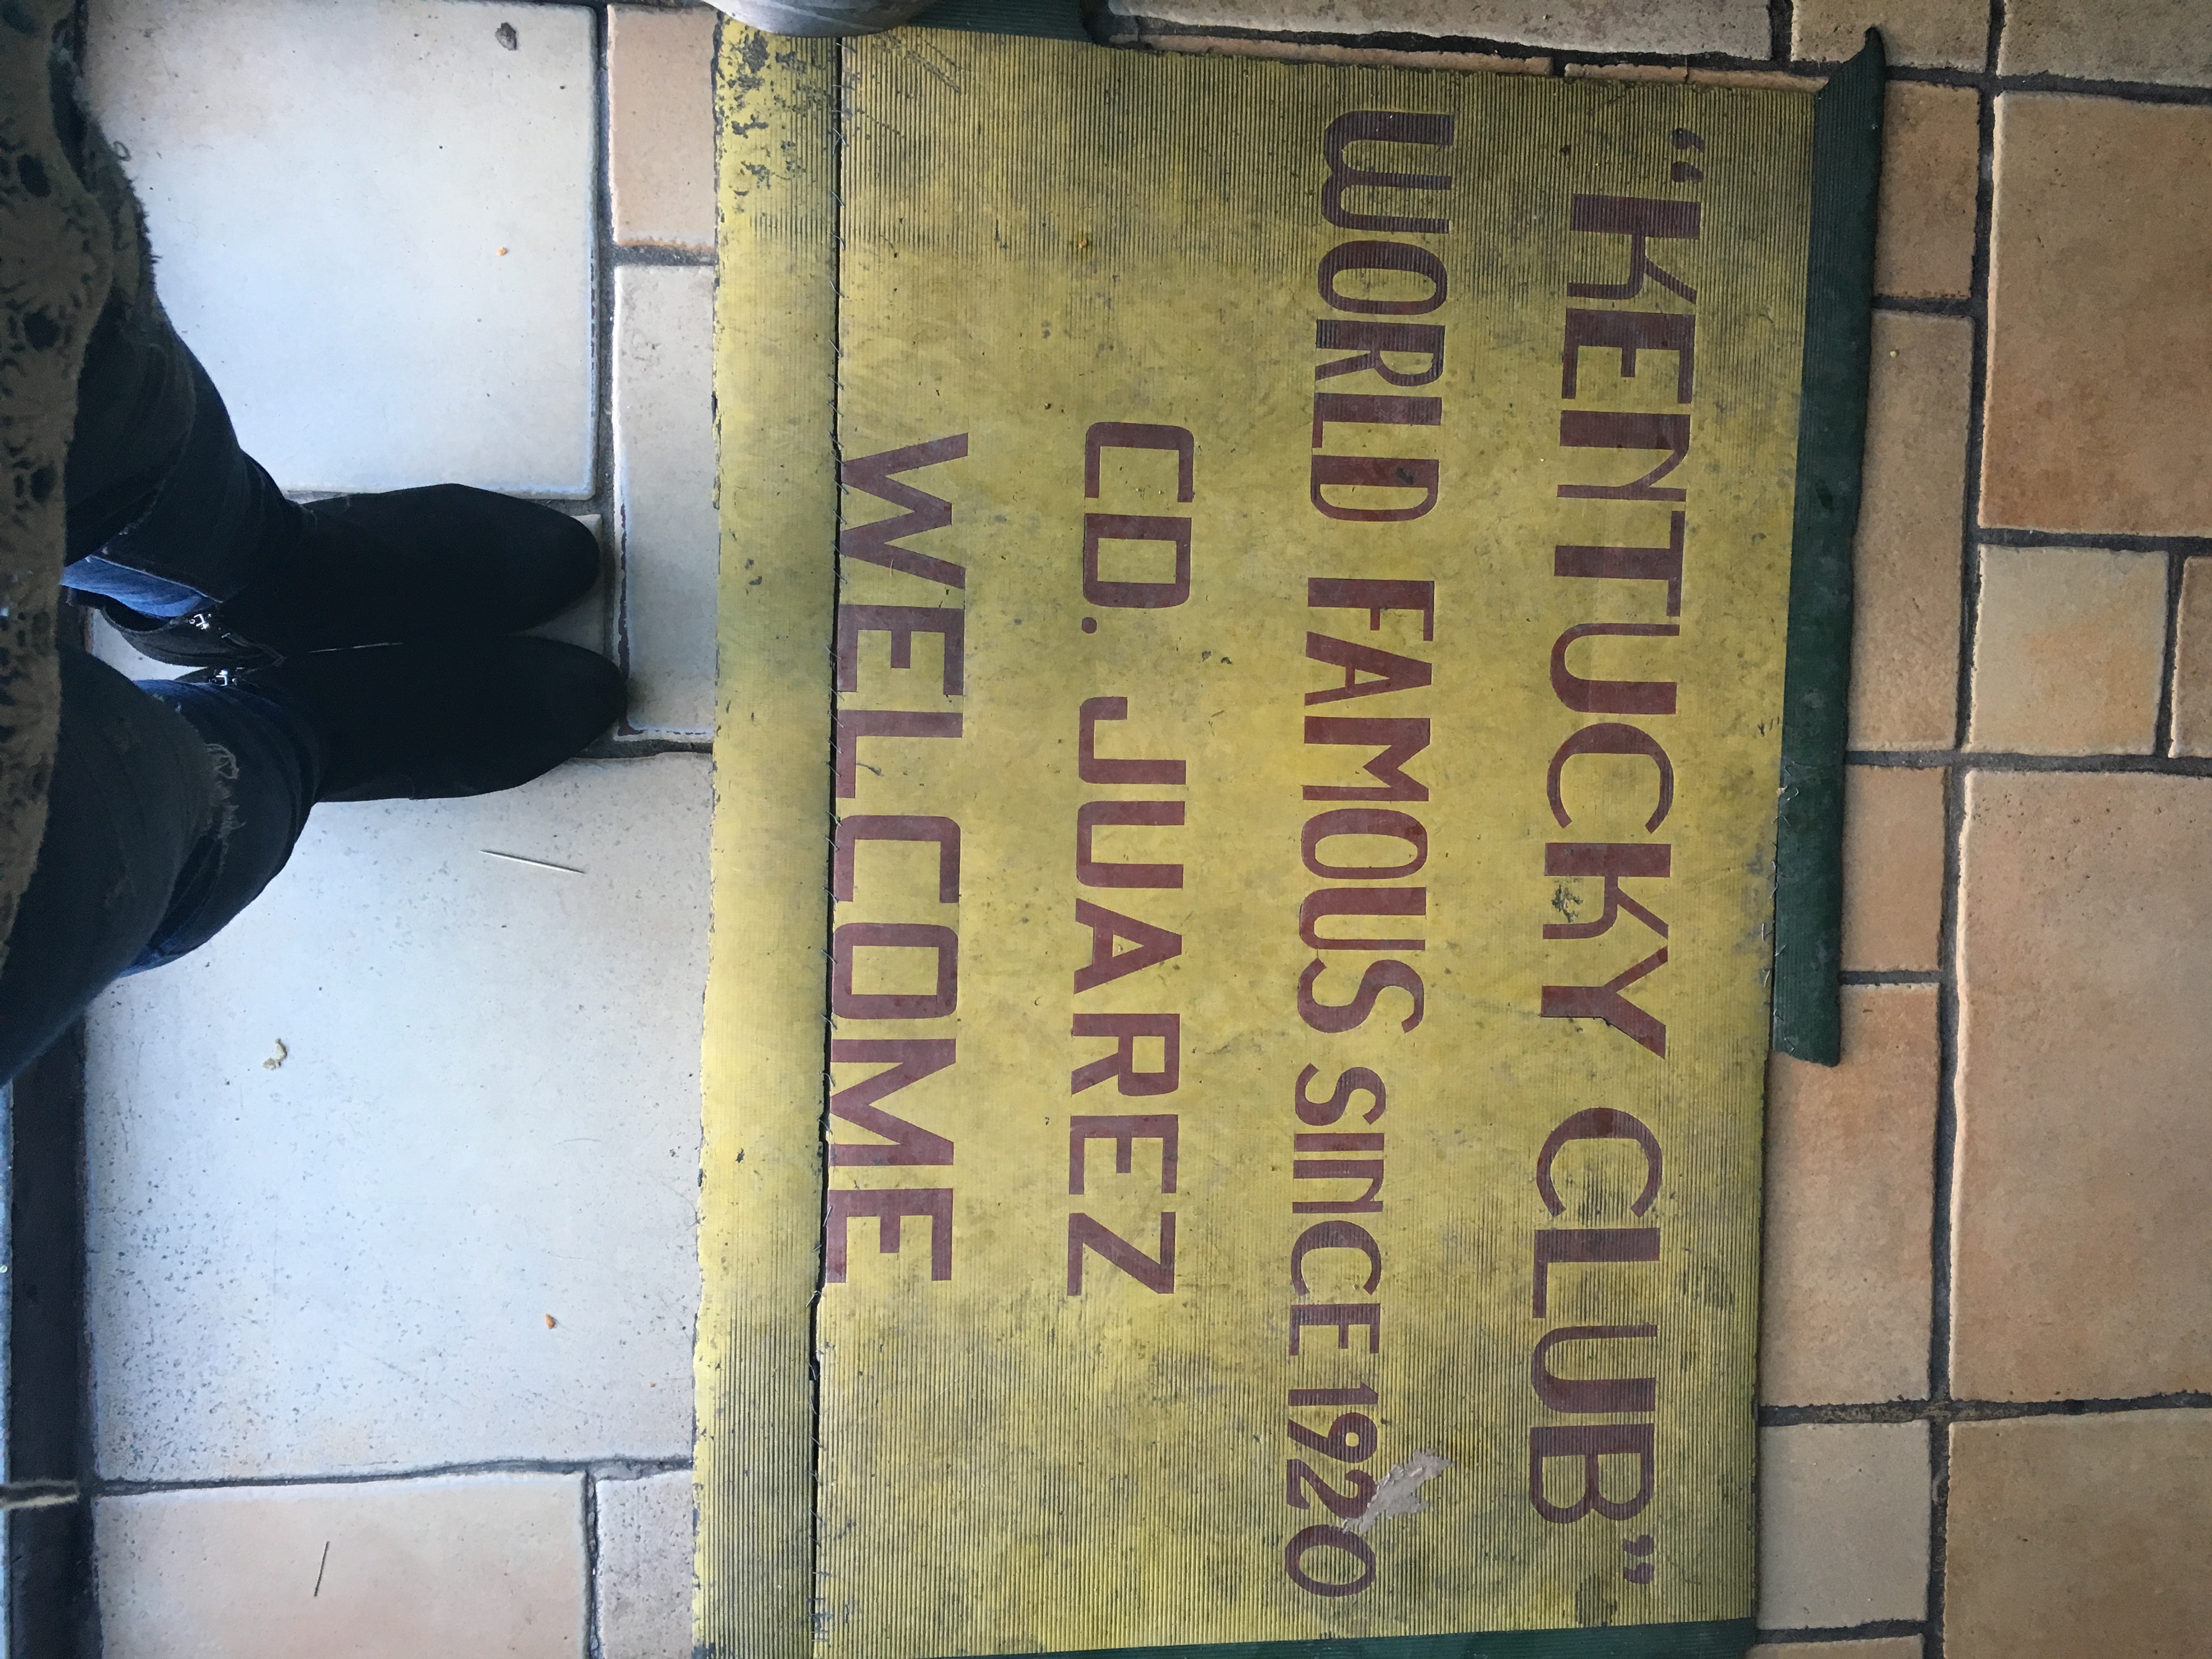 "KENTUCKY CLUB"
WORLD FAMOUS SINCE 1920
CD. JUAREZ
WELCOME